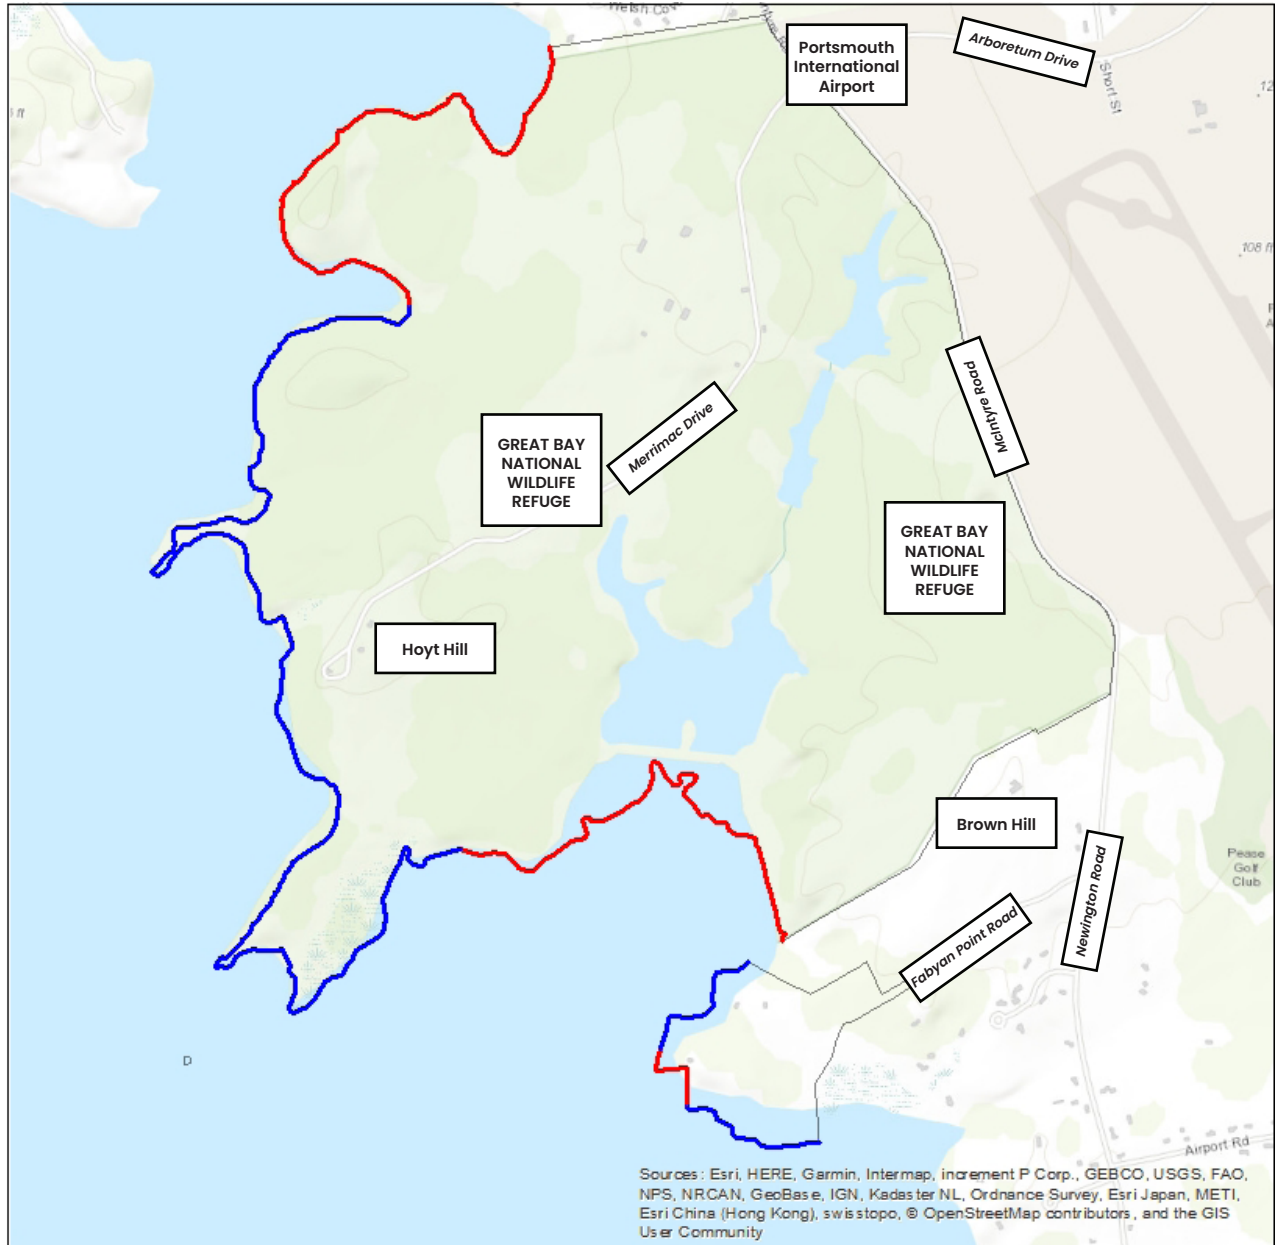 Welsh Cov
Portsmouth
International
Airport
Arboretum Drive
Short St
108 ft
McIntyre Road
Merrimac Drive
GREAT BAY
NATIONAL
WILDLIFE
REFUGE
GREAT BAY
NATIONAL
WILDLIFE
REFUGE
Hoyt Hill
Brown Hill
Newington Road
Pease
Golf
Club
Fabyan Point Road
D
Airport Rd
Sources: Esri, HERE, Garmin, Intermap, increment P Corp., GEBCO, USGS, FAO,
NPS, NRCAN, GeoBase, IGN, Kadaster NL, Ordnance Survey, Esri Japan, METI,
Esri China (Hong Kong), swisstopo, © OpenStreetMap contributors, and the GIS
User Community